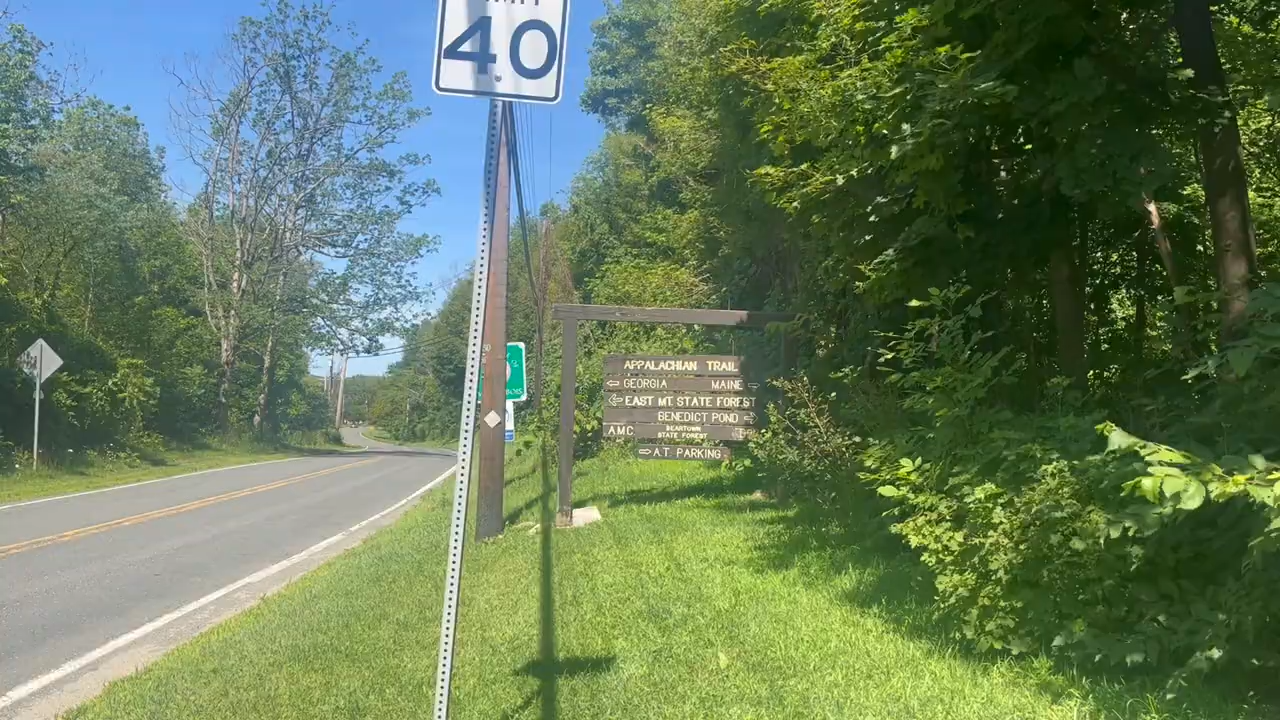 40
APPALACHIAN TRAIL
GEORGIA MAINE
EAST MT. STATE FOREST
BENEDICT POND
AMC BEARTOWN STATE FOREST
A T PARKING